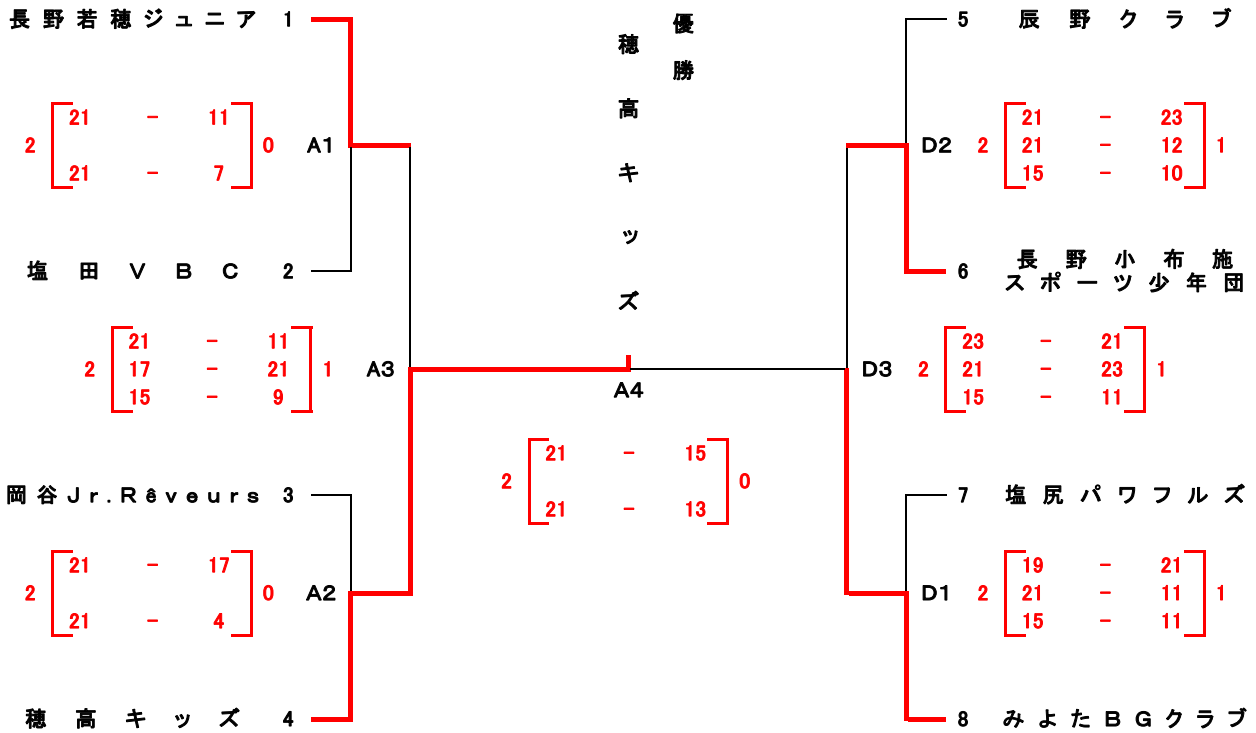 長野若穂ジュニア 1
2 21 - 11 0
21 - 7
A1
塩田VBC 2
2 21 - 11 1
17 - 21
15 - 9
A3
岡谷Jr.Rêveurs 3
2 21 - 17 0
21 - 4
A2
穂高キッズ 4
優勝
穂高キッズ
A4
2 21 - 15 0
21 - 13
5 辰野クラブ
D2
2 21 - 23 1
21 - 12
15 - 10
6 長野小布施
スポーツ少年団
D3
2 23 - 21 1
21 - 23
15 - 11
7 塩尻パワフルズ
D1
2 19 - 21 1
21 - 11
15 - 11
8 みよたBGクラブ